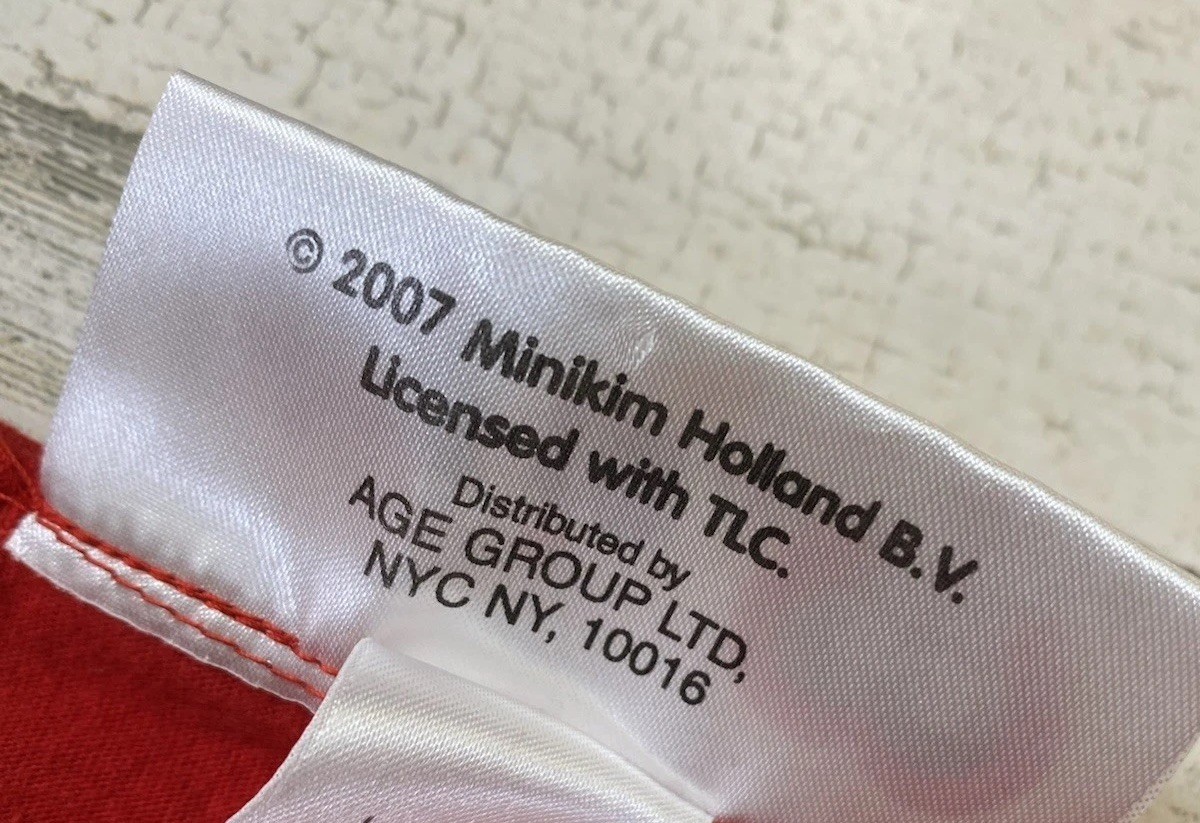 © 2007 Minikim Holland B.V.
Licensed with TLC.
Distributed by
AGE GROUP LTD,
NYC NY, 10016